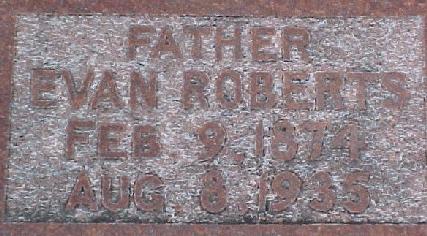 FATHER
EVAN ROBERTS
FEB. 9, 1874
AUG. 8, 1935